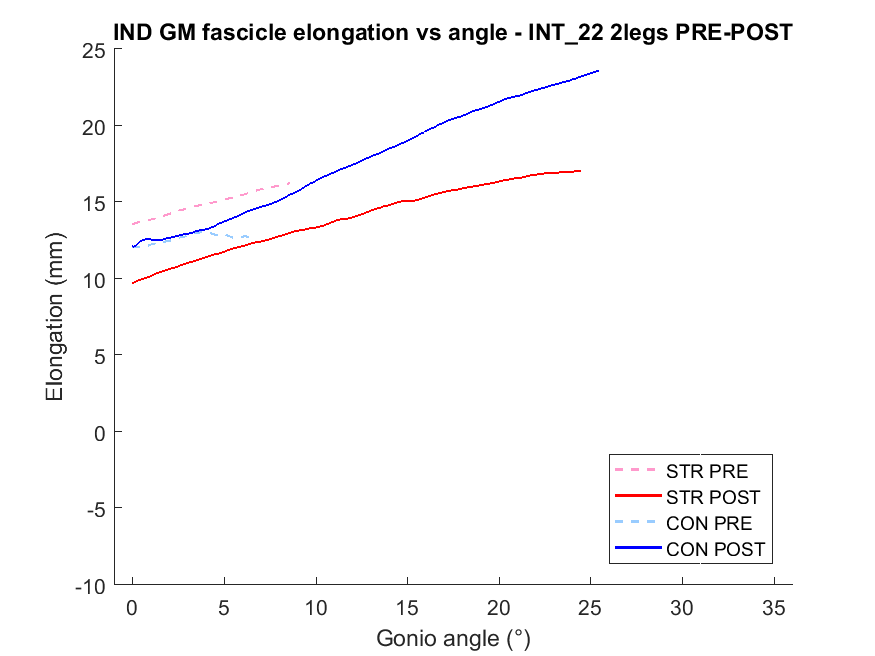 IND GM fascicle elongation vs angle - INT_22 2legs PRE-POST
25
20
15
10
5
0
-5
-10
Elongation (mm)
0 5 10 15 20 25 30 35
Gonio angle (°)
STR PRE
STR POST
CON PRE
CON POST